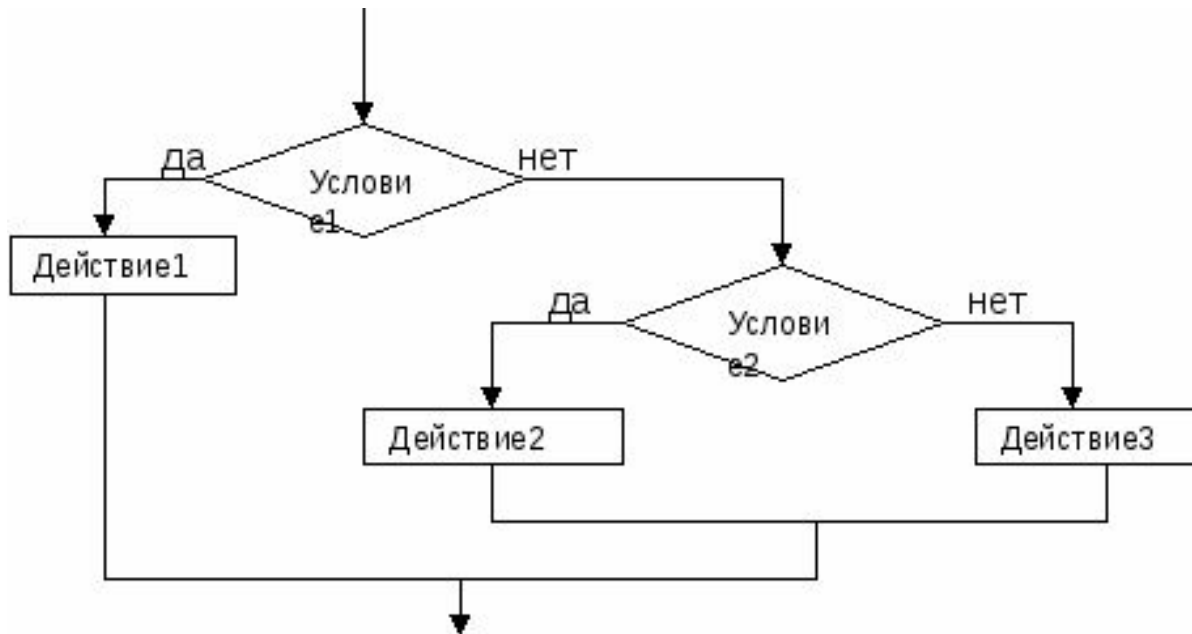 да
нет
Услови
е1
Действие1
да
нет
Услови
е2
Действие2
Действие3